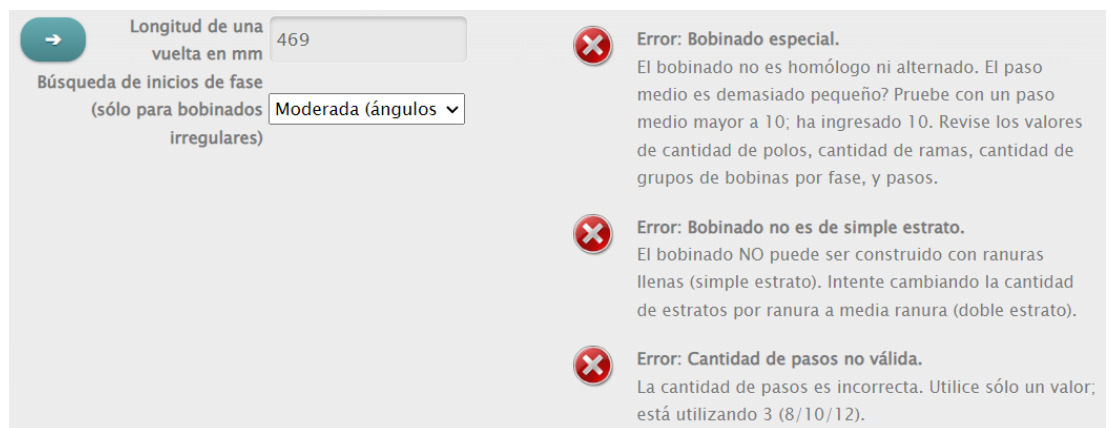 ➔
Longitud de una
vuelta en mm
469
Búsqueda de inicios de fase
(sólo para bobinados
irregulares)
Moderada (ángulos
Error: Bobinado especial.
El bobinado no es homólogo ni alternado. El paso
medio es demasiado pequeño? Pruebe con un paso
medio mayor a 10; ha ingresado 10. Revise los valores
de cantidad de polos, cantidad de ramas, cantidad de
grupos de bobinas por fase, y pasos.
Error: Bobinado no es de simple estrato.
El bobinado NO puede ser construido con ranuras
llenas (simple estrato). Intente cambiando la cantidad
de estratos por ranura a media ranura (doble estrato).
Error: Cantidad de pasos no válida.
La cantidad de pasos es incorrecta. Utilice sólo un valor;
está utilizando 3 (8/10/12).